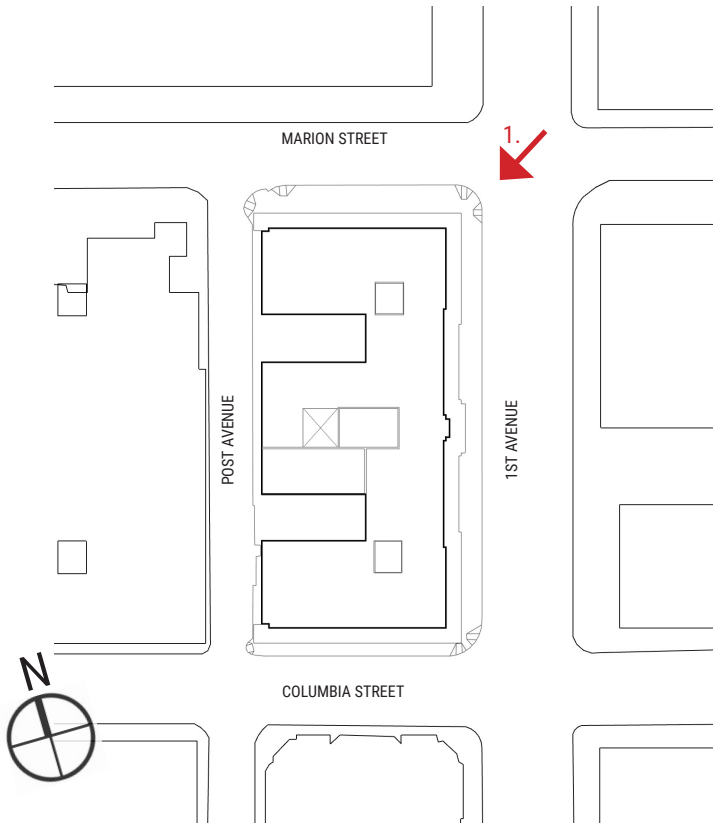 MARION STREET
1.
POST AVENUE
1ST AVENUE
COLUMBIA STREET
N